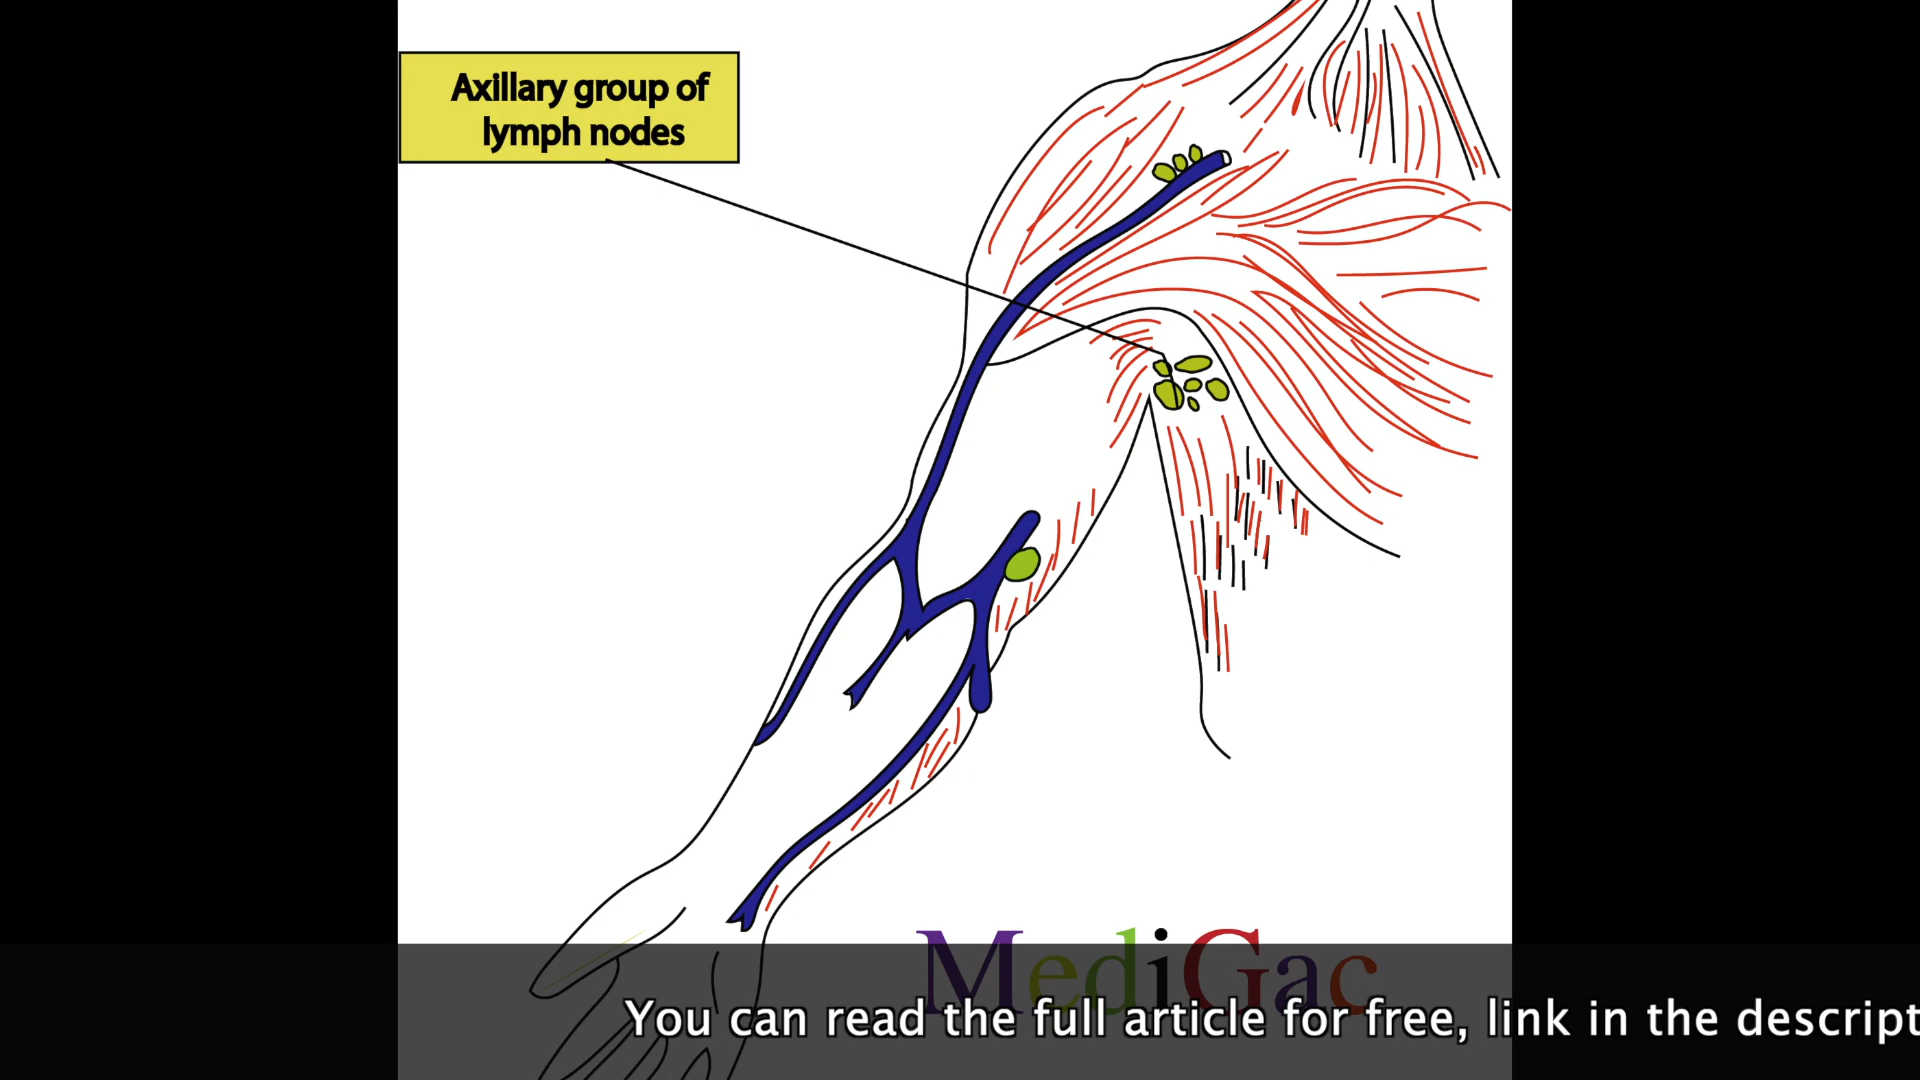 Axillary group of
lymph nodes
MediGac
You can read the full article for free, link in the descript